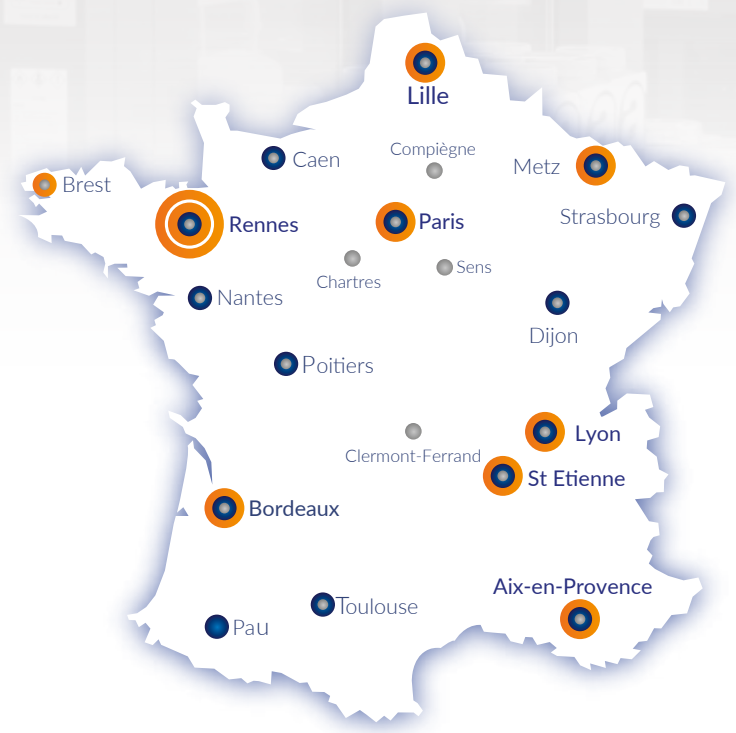 Lille
Caen
Compiègne
Metz
Brest
Strasbourg
Rennes
Paris
Sens
Chartres
Nantes
Dijon
Poitiers
Lyon
Clermont-Ferrand
St Etienne
Bordeaux
Aix-en-Provence
Toulouse
Pau